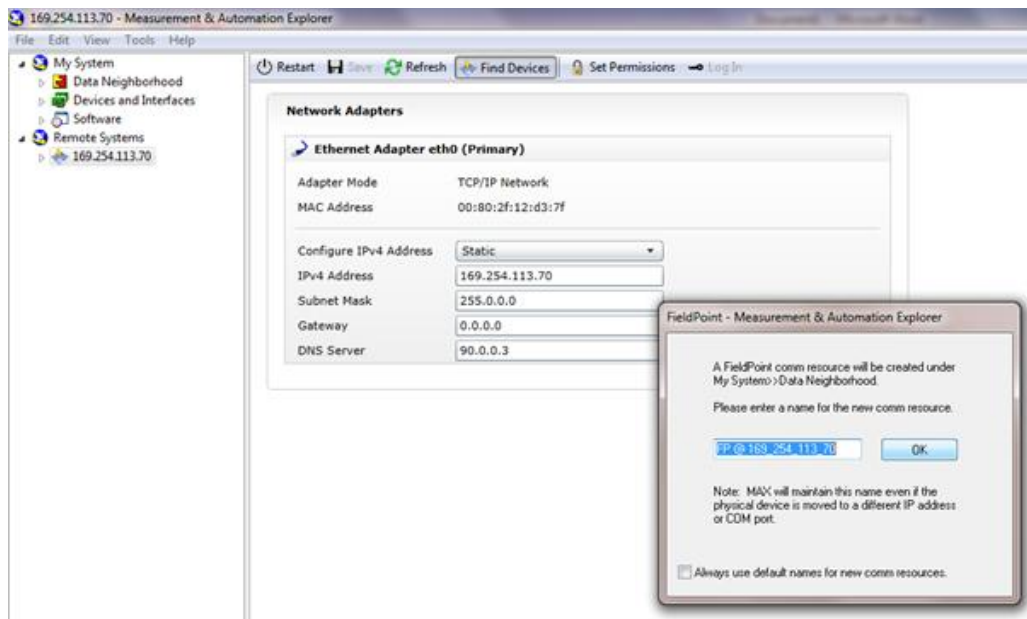 169.254.113.70 - Measurement & Automation Explorer
File Edit View Tools Help
My System
Data Neighborhood
Devices and Interfaces
Software
Remote Systems
169.254.113.70
Restart Save Refresh Find Devices Set Permissions Log In
Network Adapters
Ethernet Adapter eth0 (Primary)
Adapter Mode TCP/IP Network
MAC Address 00:80:2f:12:d3:7f
Configure IPv4 Address Static
IPv4 Address 169.254.113.70
Subnet Mask 255.0.0.0
Gateway 0.0.0.0
DNS Server 90.0.0.3
FieldPoint - Measurement & Automation Explorer
A FieldPoint comm resource will be created under
My System>>Data Neighborhood.
Please enter a name for the new comm resource.
FP @ 169_254_113_70
OK
Note: MAX will maintain this name even if the
physical device is moved to a different IP address
or COM port.
Always use default names for new comm resources.